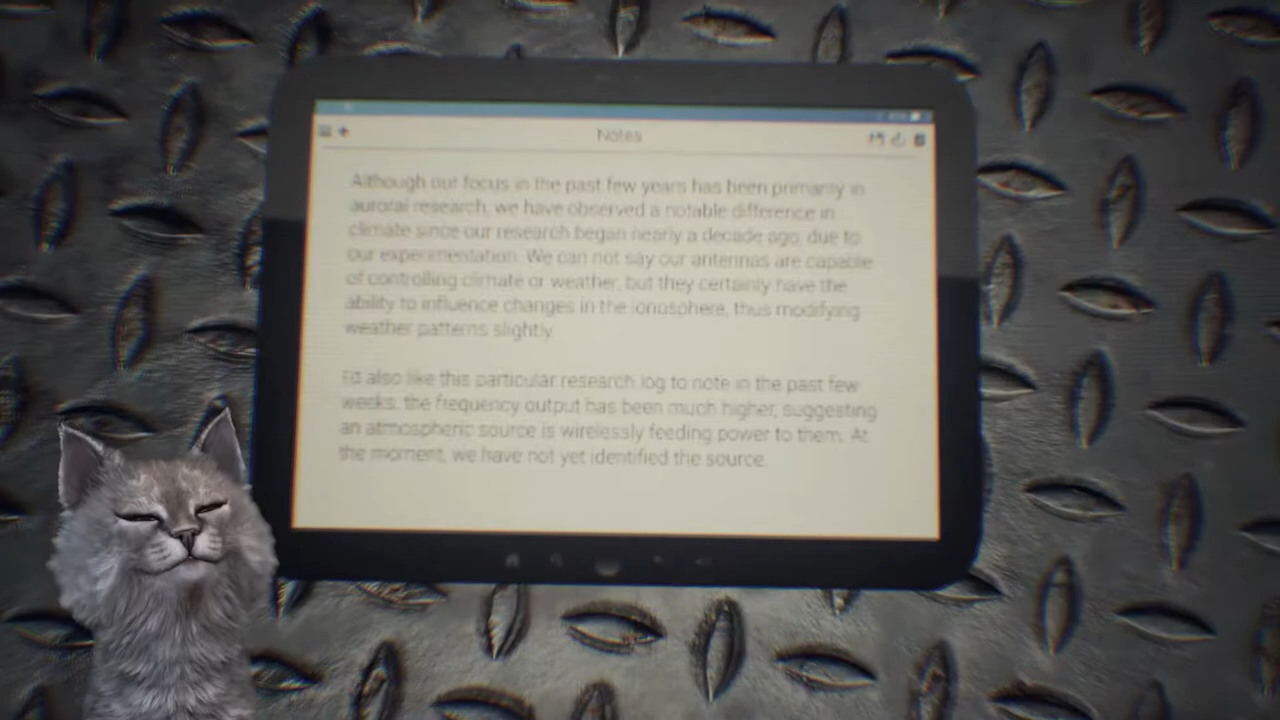 Notes
Although our focus in the past few years has been primarily in
auroral research, we have observed a notable difference in
climate since our research began nearly a decade ago, due to
our experimentation. We can not say our antennas are capable
of controlling climate or weather, but they certainly have the
ability to influence changes in the ionosphere, thus modifying
weather patterns slightly.
I'd also like this particular research log to note in the past few
weeks, the frequency output has been much higher, suggesting
an atmospheric source is wirelessly feeding power to them. At
the moment, we have not yet identified the source.